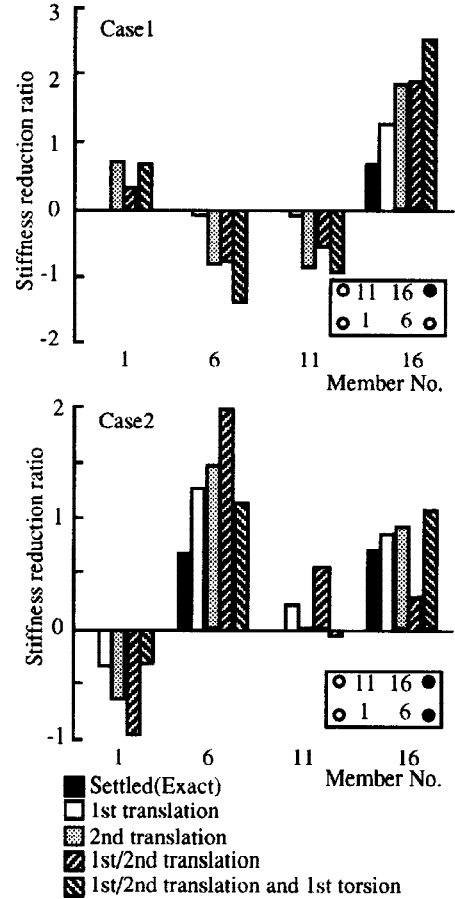 3
Case1
2
Stiffness reduction ratio
1
0
-1
11 16
1 6
-2
1 6 11 16
Member No.
2
Case2
Stiffness reduction ratio
1
0
11 16
1 6
-1
1 6 11 16
Member No.
Settled(Exact)
1st translation
2nd translation
1st/2nd translation
1st/2nd translation and 1st torsion